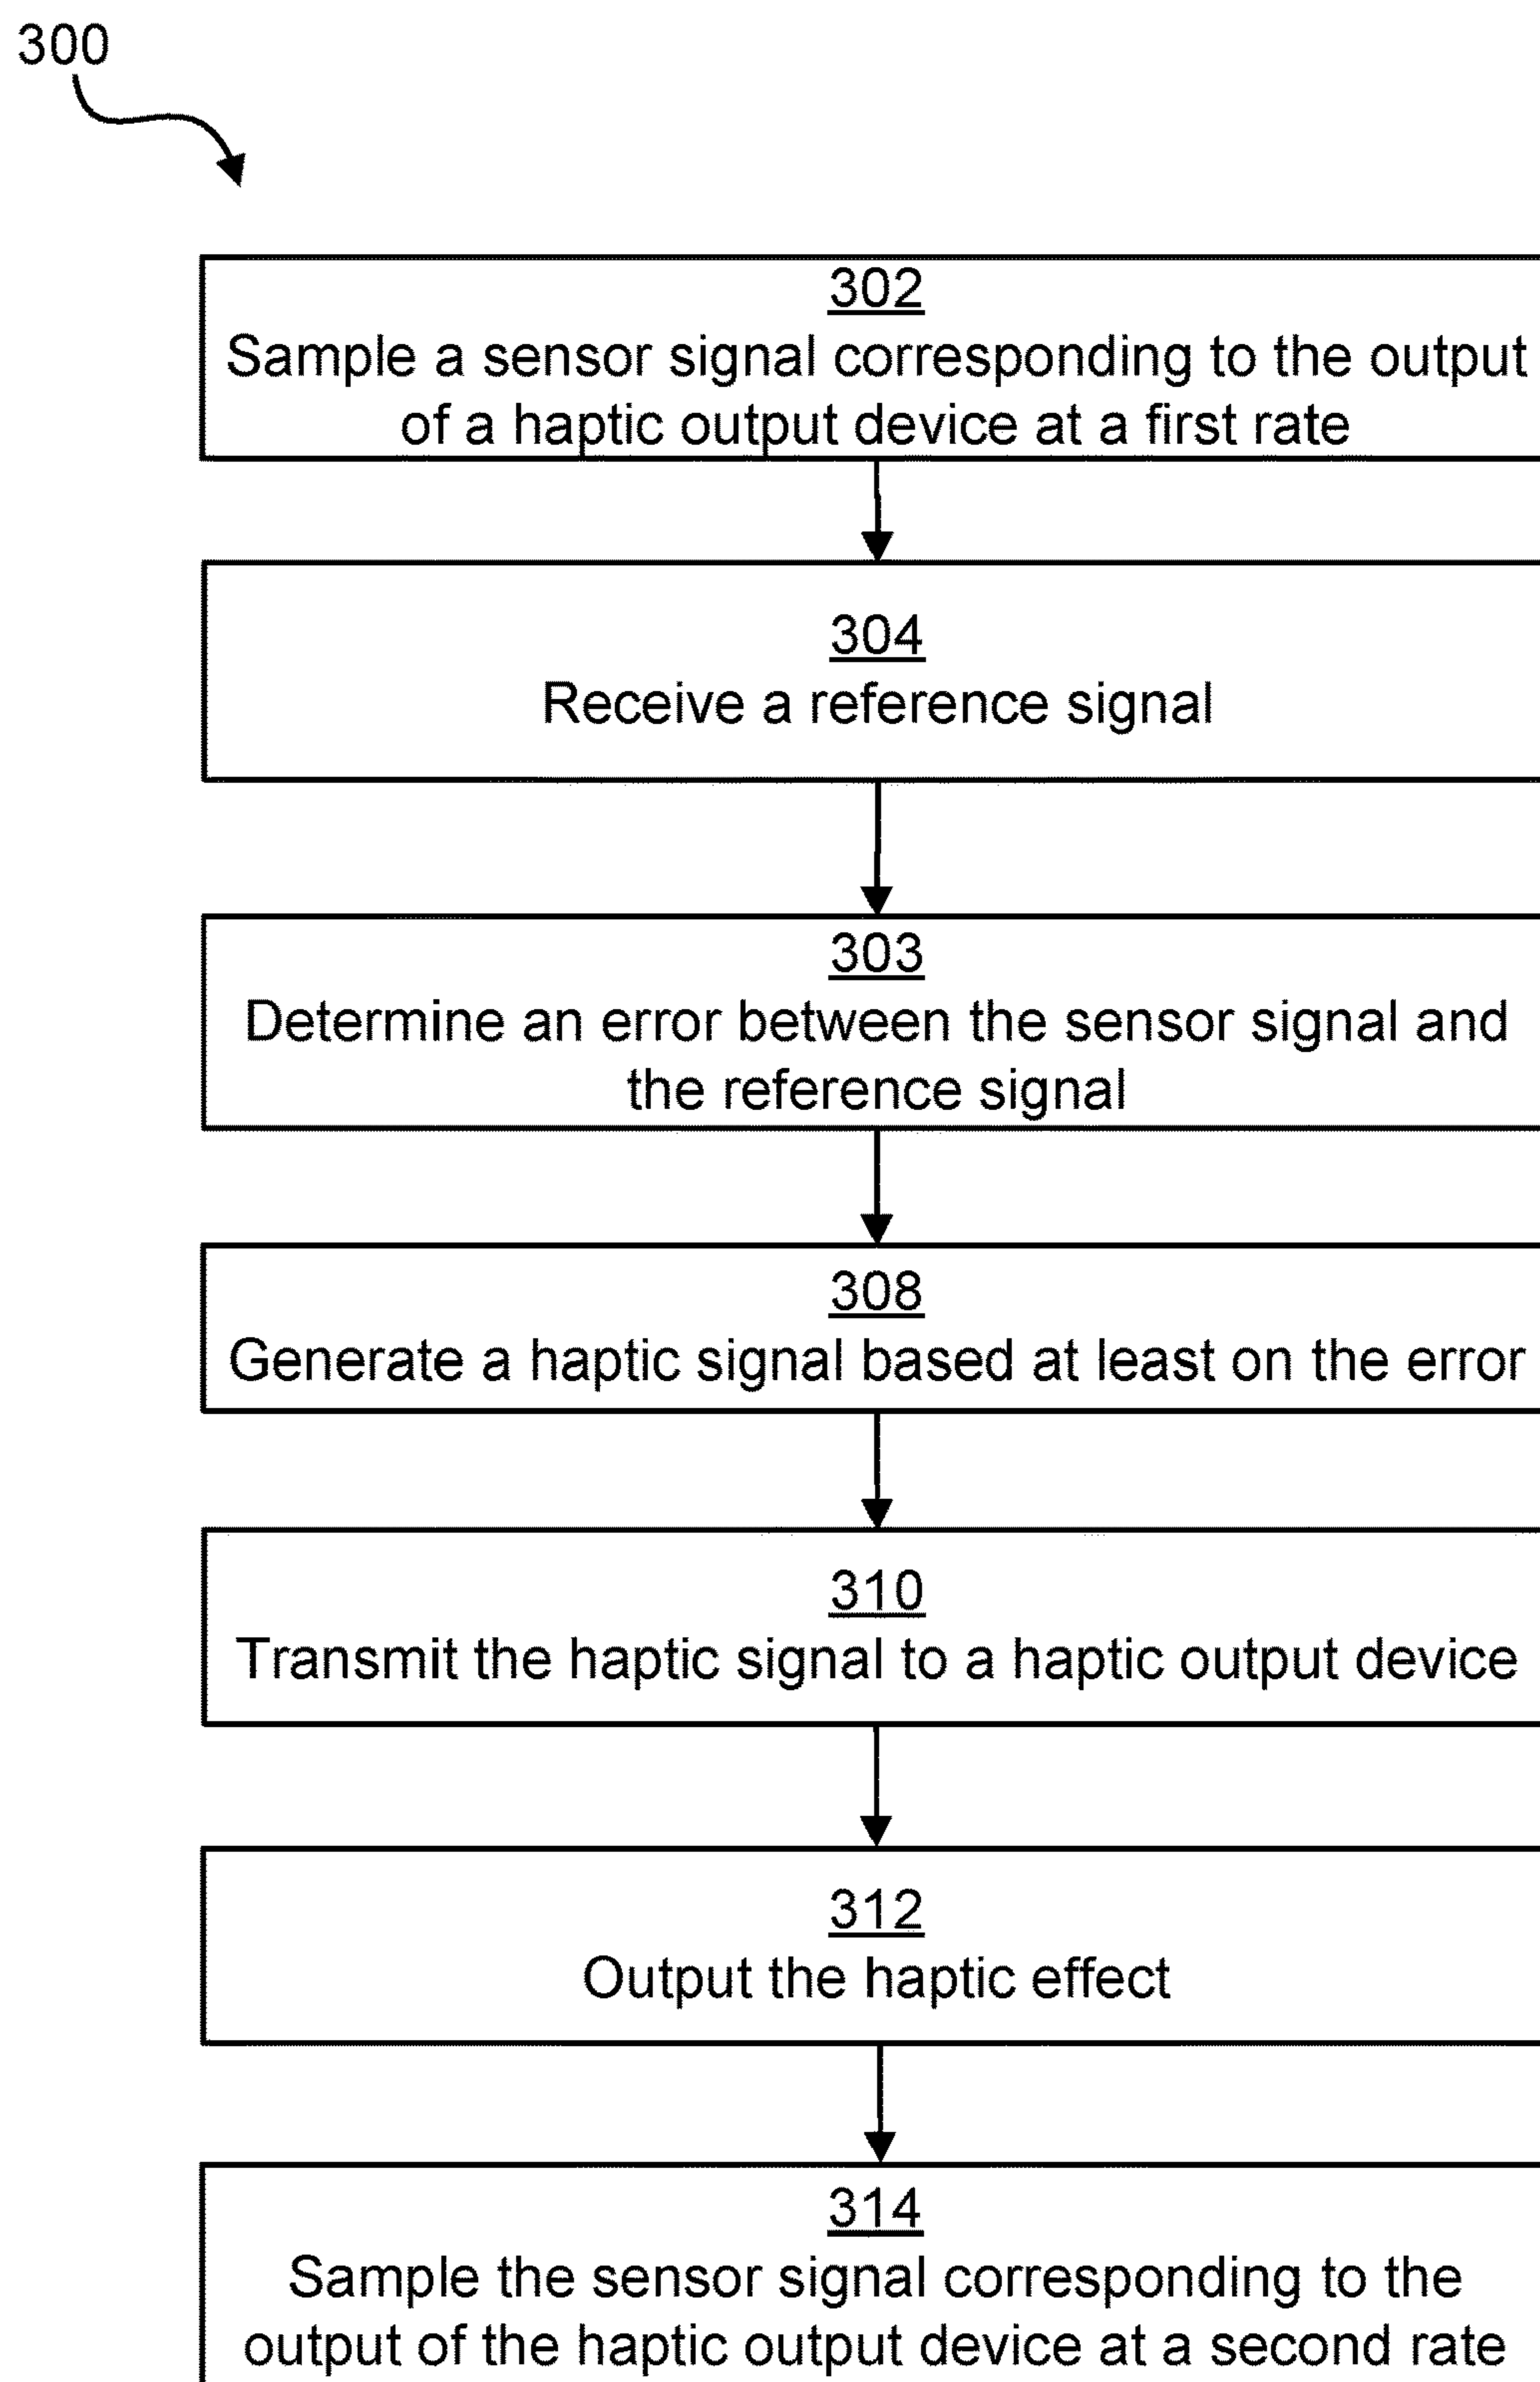 300
302
Sample a sensor signal corresponding to the output
of a haptic output device at a first rate
304
Receive a reference signal
303
Determine an error between the sensor signal and
the reference signal
308
Generate a haptic signal based at least on the error
310
Transmit the haptic signal to a haptic output device
312
Output the haptic effect
314
Sample the sensor signal corresponding to the
output of the haptic output device at a second rate